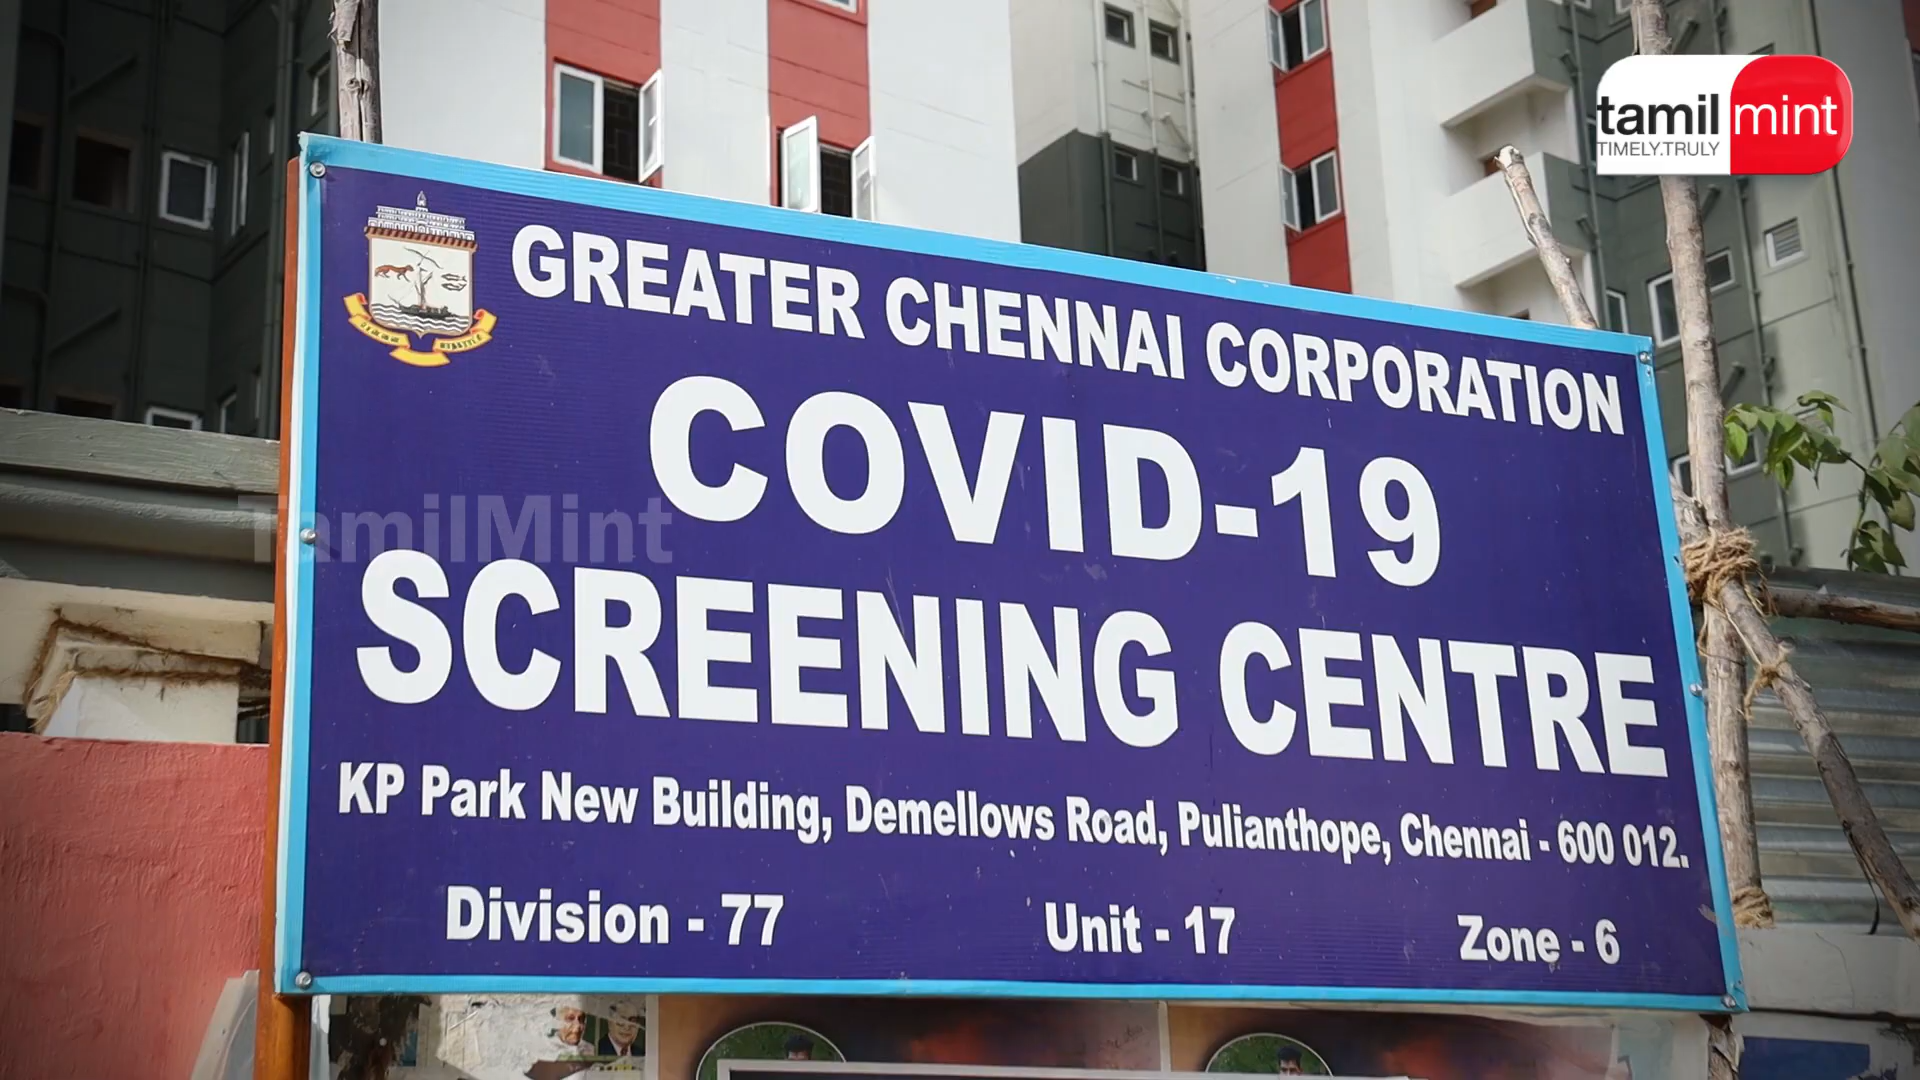 tamil mint
TIMELY.TRULY
GREATER CHENNAI CORPORATION
COVID-19
TamilMint
SCREENING CENTRE
KP Park New Building, Demellows Road, Pulianthope, Chennai - 600 012.
Division - 77 Unit - 17 Zone - 6